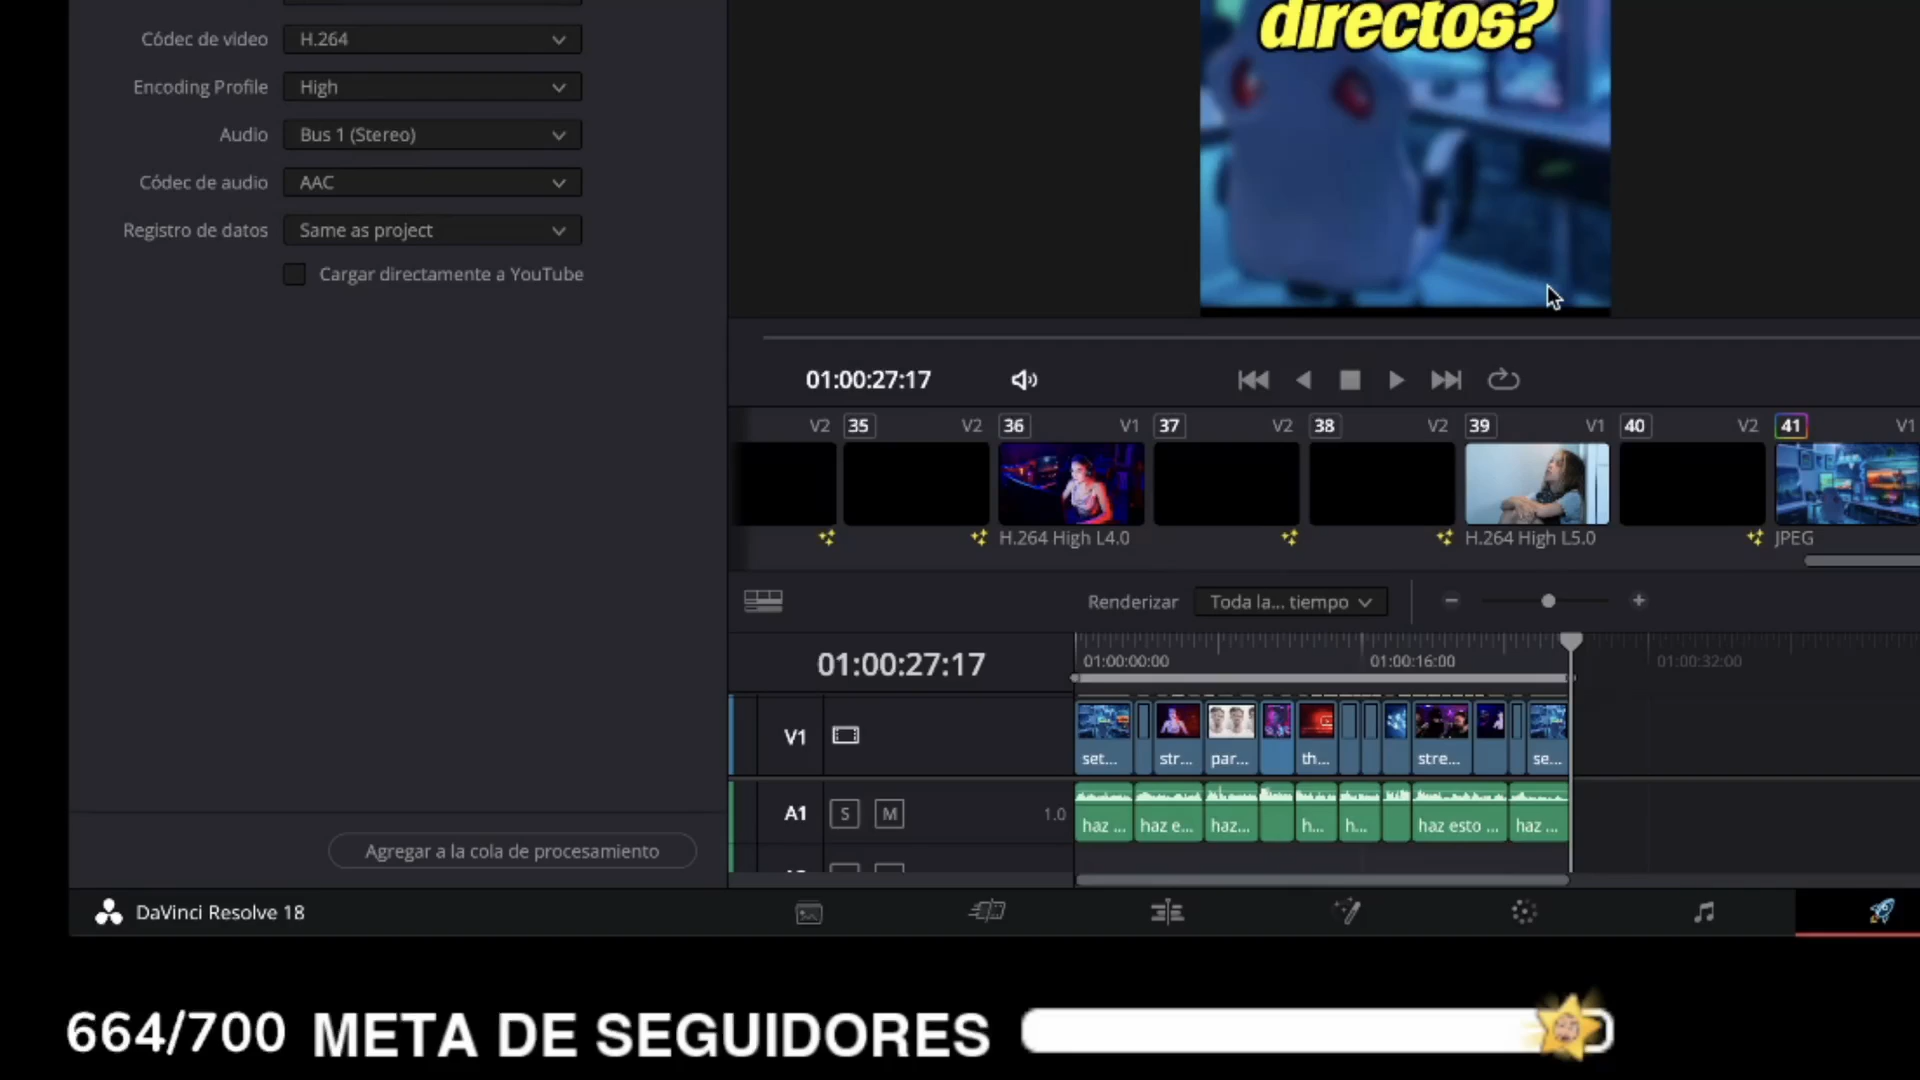 directos?
Códec de video H.264
Encoding Profile High
Audio Bus 1 (Stereo)
Códec de audio AAC
Registro de datos Same as project
Cargar directamente a YouTube
01:00:27:17
V2 35 V2 36 V1 37 V2 38 V2 39 V1 40 V2 41 V1
H.264 High L4.0 H.264 High L5.0 JPEG
Renderizar Toda la... tiempo
01:00:27:17
01:00:00:00 01:00:16:00 01:00:32:00
V1
set... str... par... th... stre... se...
A1 S M 1.0
haz ... haz e... haz... h... h... haz esto ... haz ...
Agregar a la cola de procesamiento
DaVinci Resolve 18
664/700 META DE SEGUIDORES